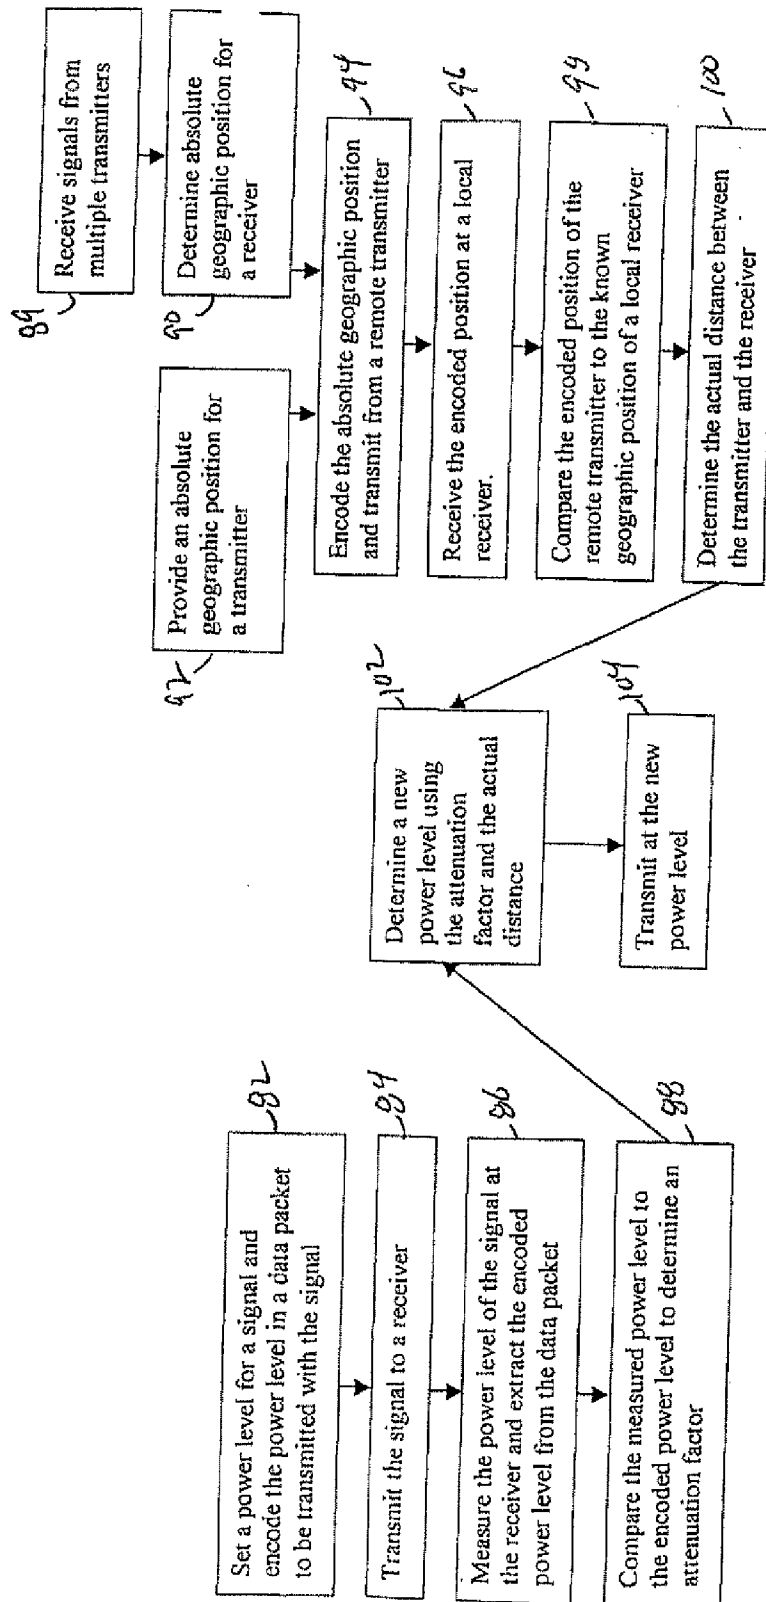 Set a power level for a signal and
encode the power level in a data packet
to be transmitted with the signal
82
Transmit the signal to a receiver
84
Measure the power level of the signal at
the receiver and extract the encoded
power level from the data packet
86
Compare the measured power level to
the encoded power level to determine an
attenuation factor
88
Determine a new
power level using
the attenuation
factor and the actual
distance
102
Transmit at the new
power level
104
92
Provide an absolute
geographic position for
a transmitter
89
Receive signals from
multiple transmitters
90
Determine absolute
geographic position for
a receiver
Encode the absolute geographic position
and transmit from a remote transmitter
94
Receive the encoded position at a local
receiver.
96
Compare the encoded position of the
remote transmitter to the known
geographic position of a local receiver
99
Determine the actual distance between
the transmitter and the receiver
100